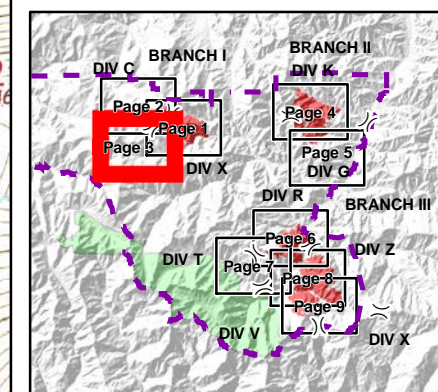 BRANCH I
BRANCH II
DIV C
DIV K
Page 2
Page 4
Page 1
Page 3
Page 5
DIV X
DIV G
DIV R
BRANCH III
Page 6
DIV Z
DIV T
Page 7
Page 8
Page 9
DIV V
DIV X